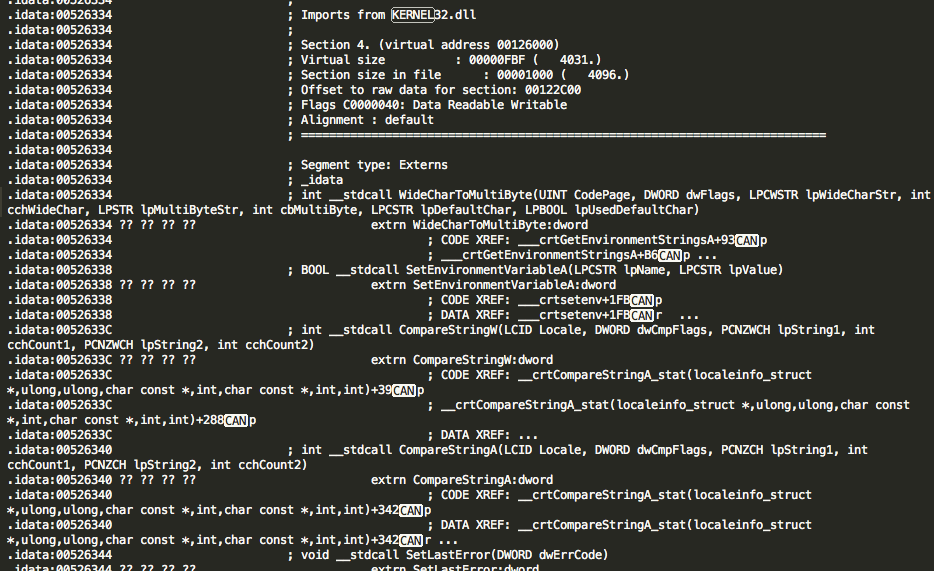 .idata:00526334 ;
.idata:00526334 ; Imports from KERNEL32.dll
.idata:00526334 ;
.idata:00526334 ; Section 4. (virtual address 00126000)
.idata:00526334 ; Virtual size : 00000FBF ( 4031.)
.idata:00526334 ; Section size in file : 00001000 ( 4096.)
.idata:00526334 ; Offset to raw data for section: 00122C00
.idata:00526334 ; Flags C0000040: Data Readable Writable
.idata:00526334 ; Alignment : default
.idata:00526334 ; ===========================================================================
.idata:00526334
.idata:00526334 ; Segment type: Externs
.idata:00526334 ; _idata
.idata:00526334 ; int __stdcall WideCharToMultiByte(UINT CodePage, DWORD dwFlags, LPCWSTR lpWideCharStr, int
cchWideChar, LPSTR lpMultiByteStr, int cbMultiByte, LPCSTR lpDefaultChar, LPBOOL lpUsedDefaultChar)
.idata:00526334 ?? ?? ?? ?? extrn WideCharToMultiByte:dword
.idata:00526334 ; CODE XREF: ___crtGetEnvironmentStringsA+93CANp
.idata:00526334 ; ___crtGetEnvironmentStringsA+B6CANp ...
.idata:00526338 ; BOOL __stdcall SetEnvironmentVariableA(LPCSTR lpName, LPCSTR lpValue)
.idata:00526338 ?? ?? ?? ?? extrn SetEnvironmentVariableA:dword
.idata:00526338 ; CODE XREF: ___crtsetenv+1FBCANp
.idata:00526338 ; DATA XREF: ___crtsetenv+1FBCANr ...
.idata:0052633C ; int __stdcall CompareStringW(LCID Locale, DWORD dwCmpFlags, PCNZWCH lpString1, int
cchCount1, PCNZWCH lpString2, int cchCount2)
.idata:0052633C ?? ?? ?? ?? extrn CompareStringW:dword
.idata:0052633C ; CODE XREF: __crtCompareStringA_stat(localeinfo_struct
*,ulong,ulong,char const *,int,char const *,int,int)+39CANp
.idata:0052633C ; __crtCompareStringA_stat(localeinfo_struct *,ulong,ulong,char const
*,int,char const *,int,int)+288CANp
.idata:0052633C ; DATA XREF: ...
.idata:00526340 ; int __stdcall CompareStringA(LCID Locale, DWORD dwCmpFlags, PCNZCH lpString1, int
cchCount1, PCNZCH lpString2, int cchCount2)
.idata:00526340 ?? ?? ?? ?? extrn CompareStringA:dword
.idata:00526340 ; CODE XREF: __crtCompareStringA_stat(localeinfo_struct
*,ulong,ulong,char const *,int,char const *,int,int)+342CANp
.idata:00526340 ; DATA XREF: __crtCompareStringA_stat(localeinfo_struct
*,ulong,ulong,char const *,int,char const *,int,int)+342CANr ...
.idata:00526344 ; void __stdcall SetLastError(DWORD dwErrCode)
.idata:00526344 ?? ?? ?? ?? extrn SetLastError:dword